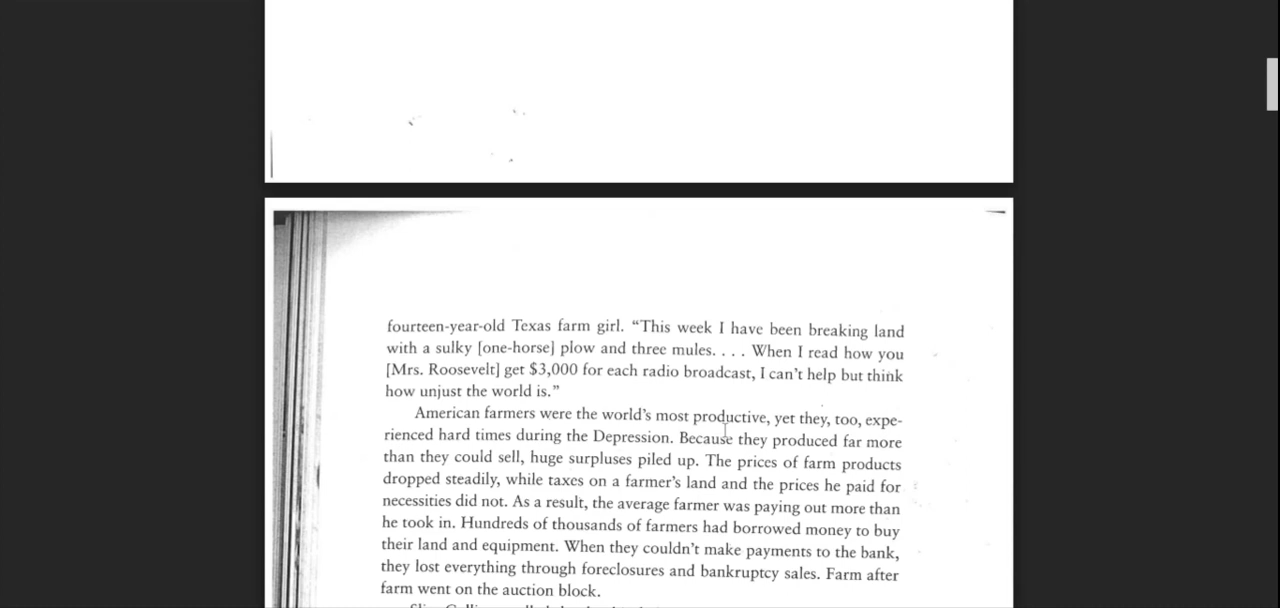 fourteen-year-old Texas farm girl. “This week I have been breaking land
with a sulky [one-horse] plow and three mules. . . . When I read how you
[Mrs. Roosevelt] get $3,000 for each radio broadcast, I can’t help but think
how unjust the world is.”
American farmers were the world’s most productive, yet they, too, expe-
rienced hard times during the Depression. Because they produced far more
than they could sell, huge surpluses piled up. The prices of farm products
dropped steadily, while taxes on a farmer’s land and the prices he paid for
necessities did not. As a result, the average farmer was paying out more than
he took in. Hundreds of thousands of farmers had borrowed money to buy
their land and equipment. When they couldn’t make payments to the bank,
they lost everything through foreclosures and bankruptcy sales. Farm after
farm went on the auction block.